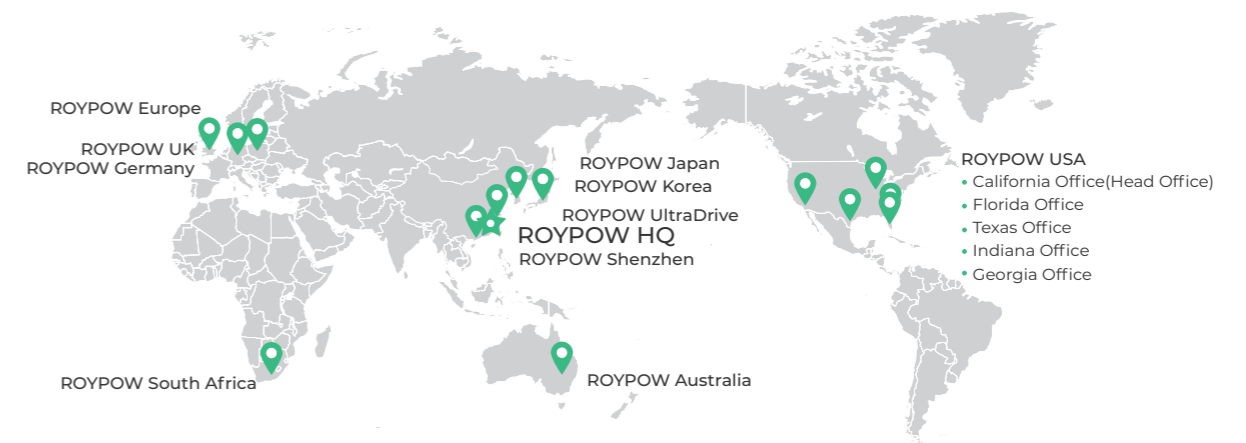 ROYPOW Europe
ROYPOW UK
ROYPOW Germany
ROYPOW Japan
ROYPOW Korea
ROYPOW UltraDrive
ROYPOW HQ
ROYPOW Shenzhen
ROYPOW South Africa
ROYPOW Australia
ROYPOW USA
• California Office(Head Office)
• Florida Office
• Texas Office
• Indiana Office
• Georgia Office